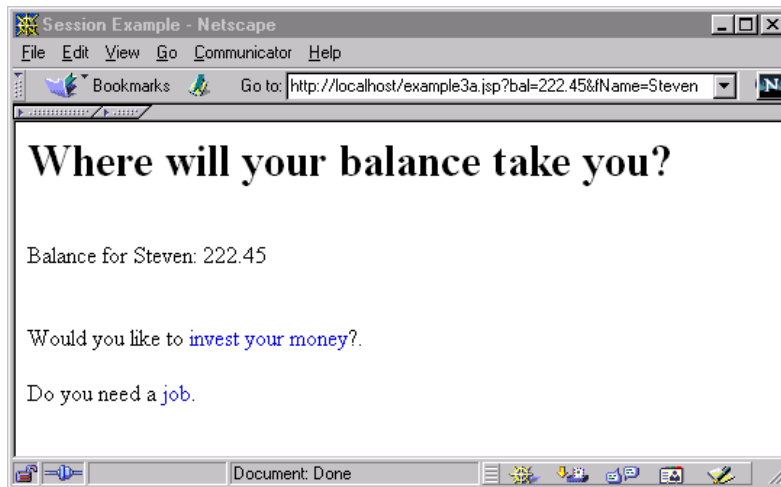 Session Example - Netscape
File Edit View Go Communicator Help
Bookmarks Go to: http://localhost/example3a.jsp?bal=222.45&fName=Steven N
Where will your balance take you?
Balance for Steven: 222.45
Would you like to invest your money?.
Do you need a job.
Document: Done